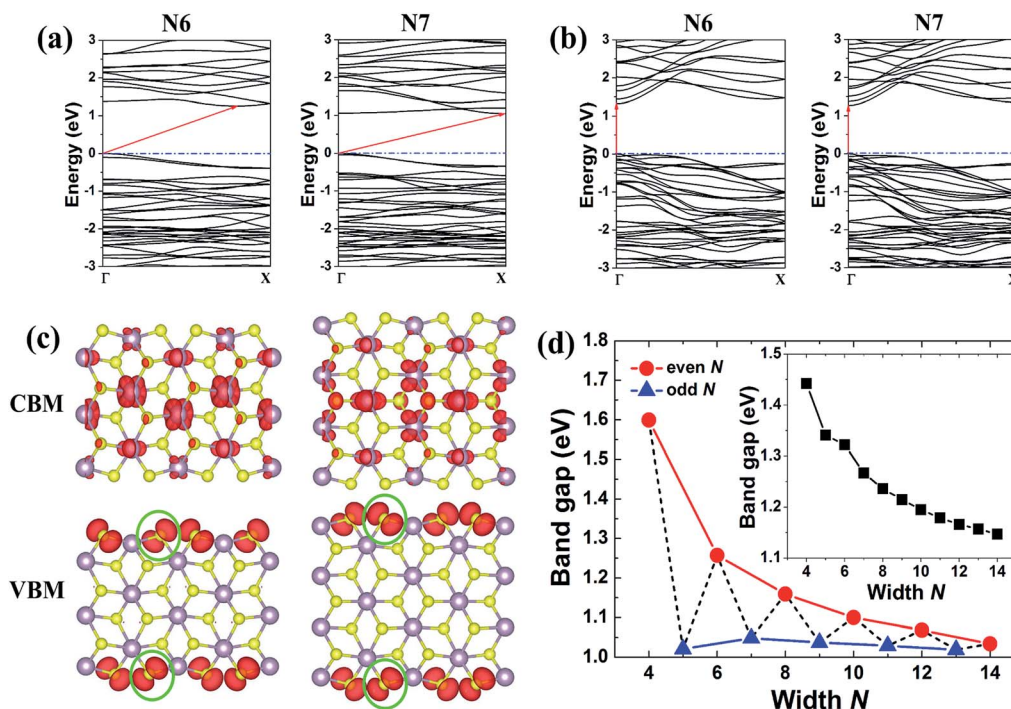 (a)
N6
N7
Energy (eV)
3
2
1
0
-1
-2
-3
Γ
X
Energy (eV)
3
2
1
0
-1
-2
-3
Γ
X
(b)
N6
N7
Energy (eV)
3
2
1
0
-1
-2
-3
Γ
X
Energy (eV)
3
2
1
0
-1
-2
-3
Γ
X
(c)
CBM
VBM
(d)
Band gap (eV)
1.8
1.7
1.6
1.5
1.4
1.3
1.2
1.1
1.0
4 6 8 10 12 14
Width N
even N
odd N
Band gap (eV)
1.5
1.4
1.3
1.2
1.1
4 6 8 10 12 14
Width N